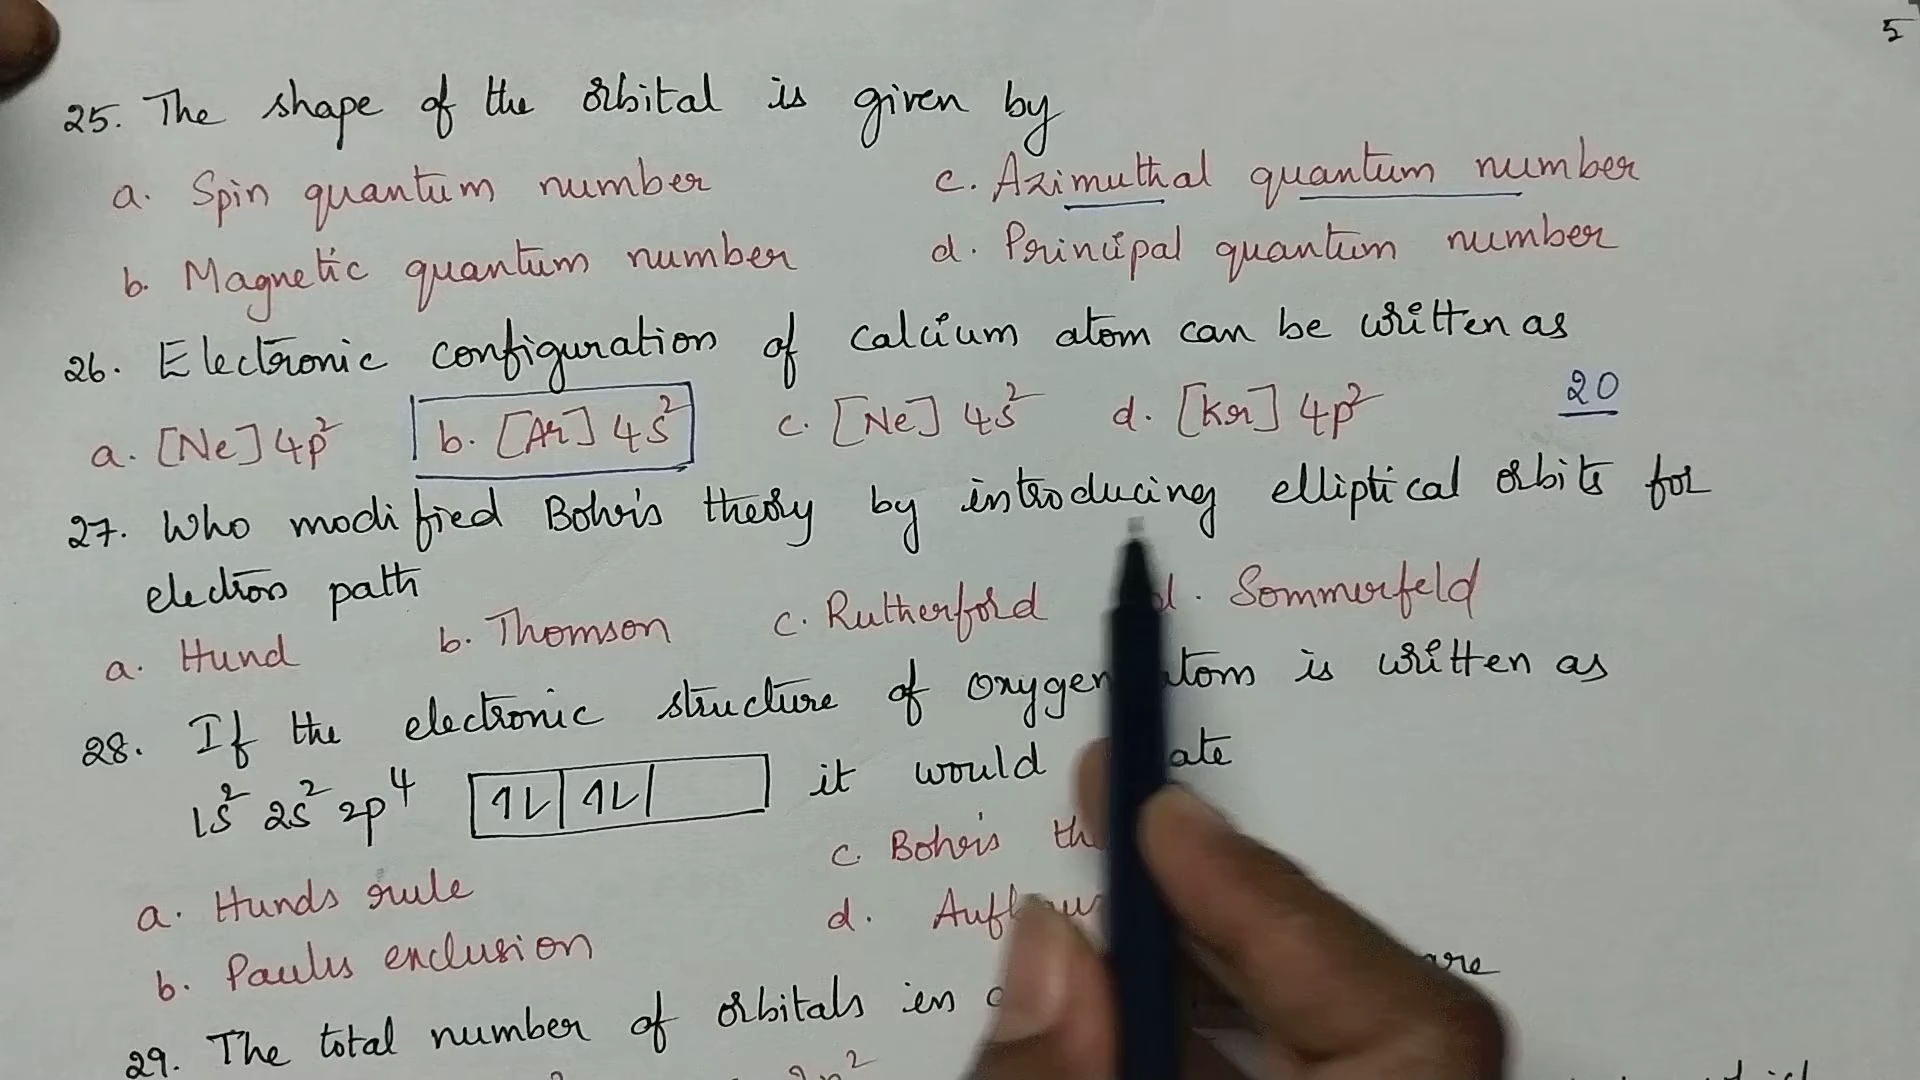 5
25. The shape of the orbital is given by
a. Spin quantum number
c. Azimuthal quantum number
b. Magnetic quantum number
d. Principal quantum number
26. Electronic configuration of calcium atom can be written as
20
a. [Ne] 4p² b. [Ar] 4s² c. [Ne] 4s² d. [Kr] 4p²
27. Who modified Bohr's theory by introducing elliptical orbits for
electron path
a. Hund b. Thomson c. Rutherford d. Sommerfeld
28. If the electronic structure of oxygen atom is written as
1s² 2s² 2p⁴ 1L 1L it would
a. Hunds rule
c. Bohr's
b. Paulis exclusion
d.
29. The total number of orbitals in are
2n²